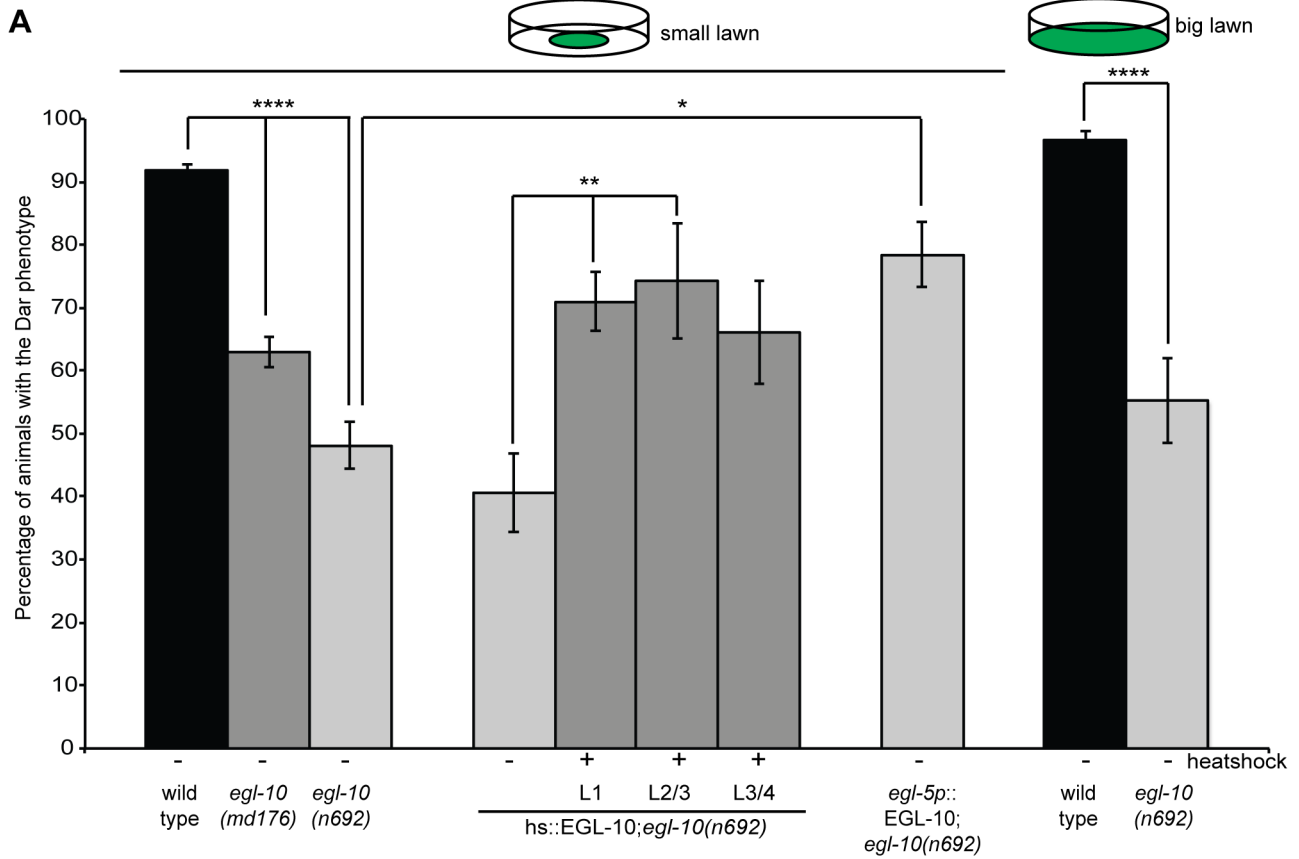 A
small lawn
big lawn
****
****
*
**
Percentage of animals with the Dar phenotype
100
90
80
70
60
50
40
30
20
10
0
- - - - + + + - - - heatshock
wild type
egl-10 (md176)
egl-10 (n692)
L1
L2/3
L3/4
hs::EGL-10;egl-10(n692)
egl-5p::
EGL-10;
egl-10(n692)
wild type
egl-10 (n692)